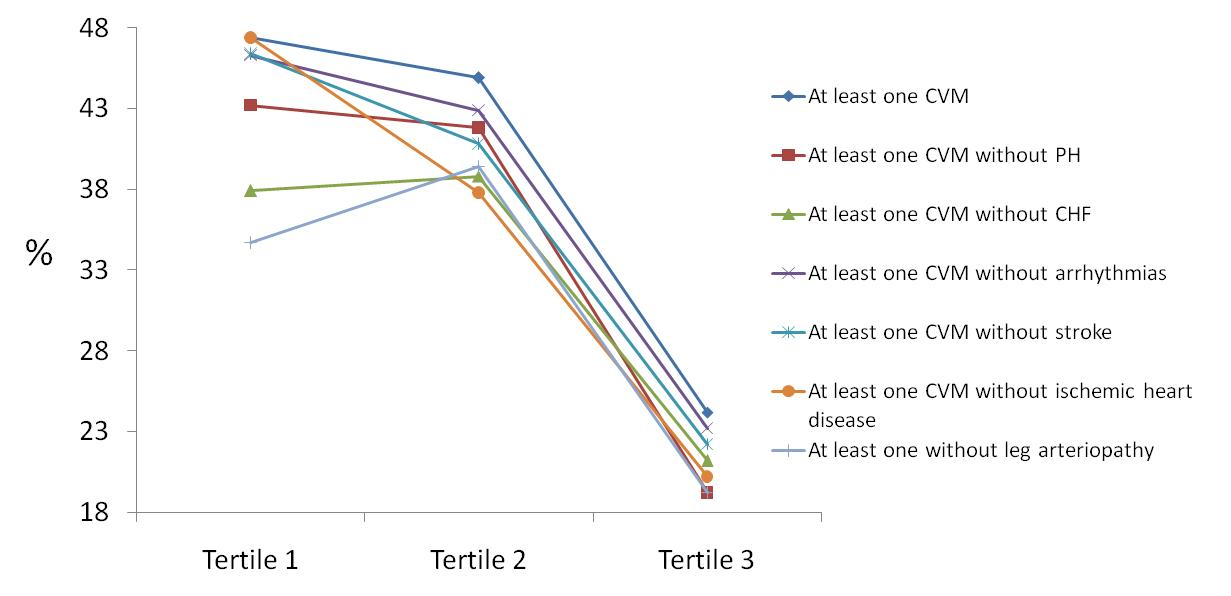 48
43
38
33
28
23
18
%
Tertile 1
Tertile 2
Tertile 3
At least one CVM
At least one CVM without PH
At least one CVM without CHF
At least one CVM without arrhythmias
At least one CVM without stroke
At least one CVM without ischemic heart
disease
At least one without leg arteriopathy